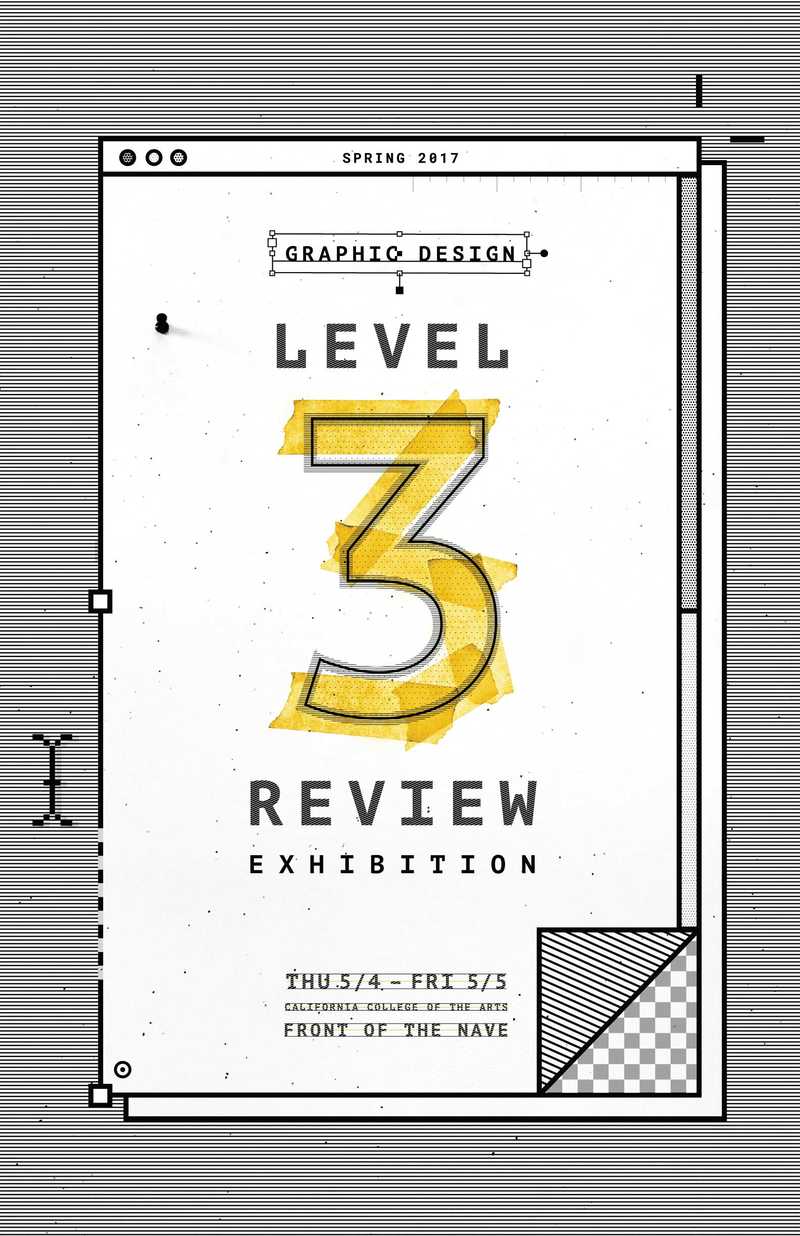 SPRING 2017
GRAPHIC DESIGN
LEVEL
3
REVIEW
EXHIBITION
THU 5/4 – FRI 5/5
CALIFORNIA COLLEGE OF THE ARTS
FRONT OF THE NAVE